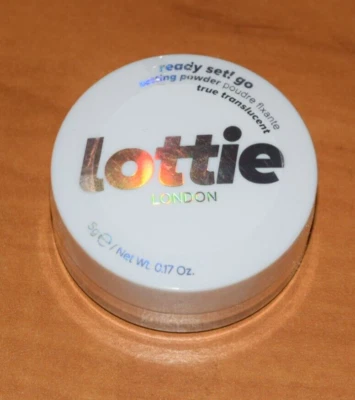 ready set! go
setting powder poudre fixante
true translucent
lottie
LONDON
5g℮ / Net Wt. 0.17 Oz.